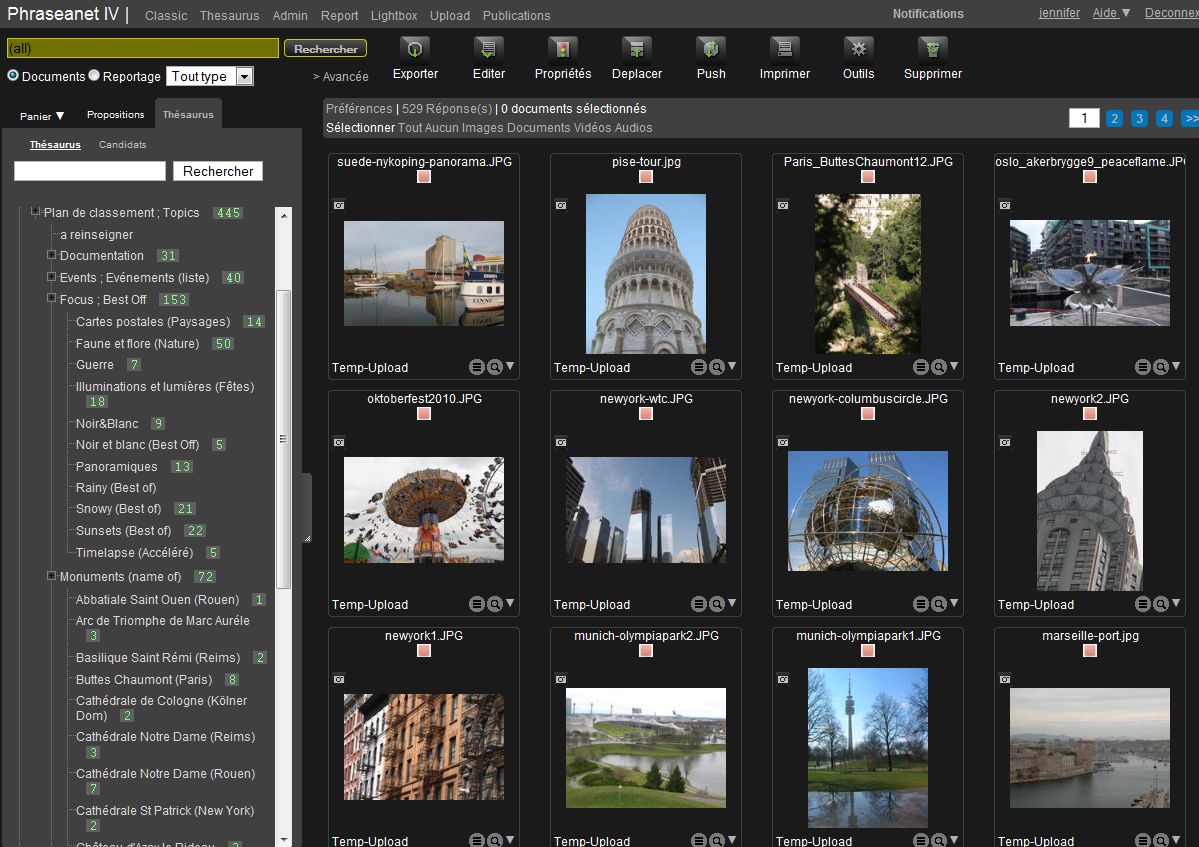 Phraseanet IV | Classic Thesaurus Admin Report Lightbox Upload Publications Notifications jennifer Aide ▼
(all) Rechercher
Documents Reportage Tout type > Avancée
Exporter Editer Propriétés Deplacer Push Imprimer Outils Supprimer
Panier ▼ Propositions Thésaurus
Thésaurus Candidats
Rechercher
Plan de classement ; Topics 445
a reinseigner
Documentation 31
Events ; Evénements (liste) 40
Focus ; Best Off 153
Cartes postales (Paysages) 14
Faune et flore (Nature) 50
Guerre 7
Illuminations et lumières (Fêtes)
18
Noir&Blanc 9
Noir et blanc (Best Off) 5
Panoramiques 13
Rainy (Best of)
Snowy (Best of) 21
Sunsets (Best of) 22
Timelapse (Accéléré) 5
Monuments (name of) 72
Abbatiale Saint Ouen (Rouen) 1
Arc de Triomphe de Marc Auréle
3
Basilique Saint Rémi (Reims) 2
Buttes Chaumont (Paris) 8
Cathédrale de Cologne (Kölner
Dom) 2
Cathédrale Notre Dame (Reims)
3
Cathédrale Notre Dame (Rouen)
7
Cathédrale St Patrick (New York)
2
Préférences | 529 Réponse(s) | 0 documents sélectionnés
Sélectionner Tout Aucun Images Documents Vidéos Audios
1 2 3 4 >>
suede-nykoping-panorama.JPG pise-tour.jpg Paris_ButtesChaumont12.JPG oslo_akerbrygge9_peaceflame.JP
LINNE
Temp-Upload Temp-Upload Temp-Upload Temp-Upload
oktoberfest2010.JPG newyork-wtc.JPG newyork-columbuscircle.JPG newyork2.JPG
Temp-Upload Temp-Upload Temp-Upload Temp-Upload
newyork1.JPG munich-olympiapark2.JPG munich-olympiapark1.JPG marseille-port.jpg
Temp-Upload Temp-Upload Temp-Upload Temp-Upload